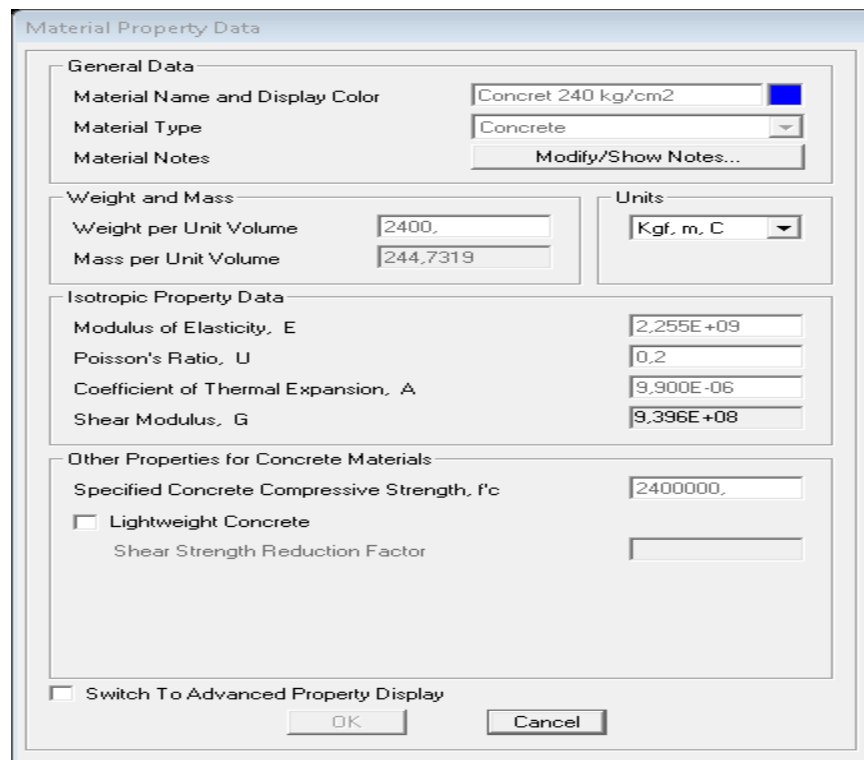 Material Property Data
General Data
Material Name and Display Color Concret 240 kg/cm2
Material Type Concrete
Material Notes Modify/Show Notes...
Weight and Mass
Weight per Unit Volume 2400,
Mass per Unit Volume 244,7319
Units
Kgf, m, C
Isotropic Property Data
Modulus of Elasticity, E 2,255E+09
Poisson's Ratio, U 0,2
Coefficient of Thermal Expansion, A 9,900E-06
Shear Modulus, G 9,396E+08
Other Properties for Concrete Materials
Specified Concrete Compressive Strength, f'c 2400000,
Lightweight Concrete
Shear Strength Reduction Factor
Switch To Advanced Property Display
OK Cancel